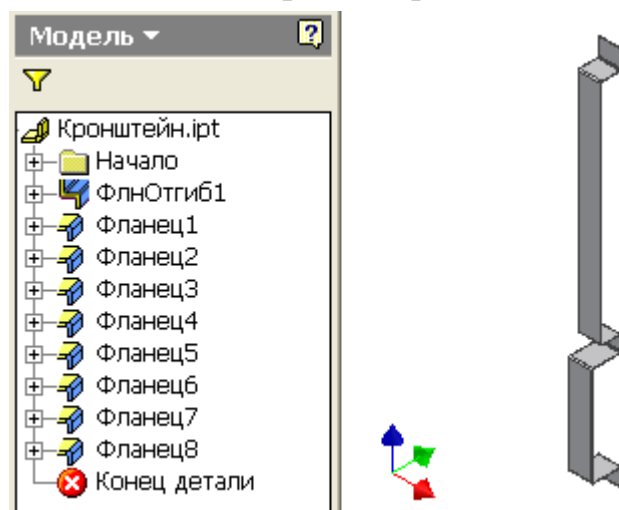 Модель
Кронштейн.ipt
Начало
ФлнОтгиб1
Фланец1
Фланец2
Фланец3
Фланец4
Фланец5
Фланец6
Фланец7
Фланец8
Конец детали